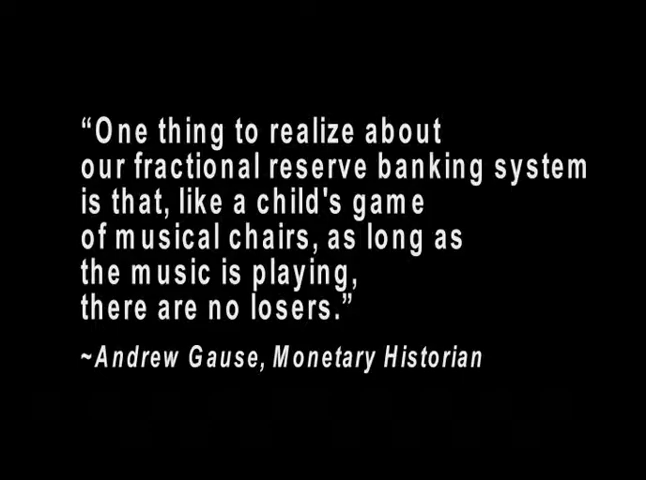 “One thing to realize about
our fractional reserve banking system
is that, like a child's game
of musical chairs, as long as
the music is playing,
there are no losers.”
~Andrew Gause, Monetary Historian